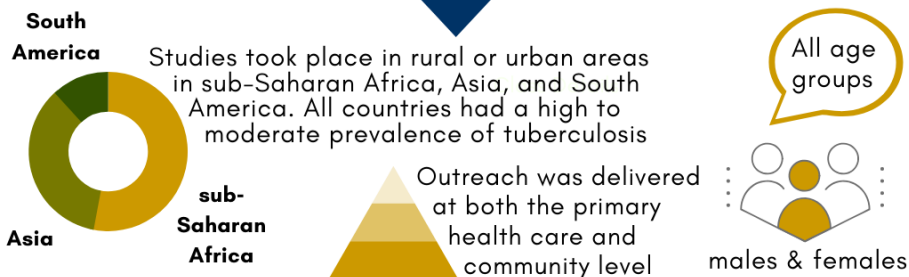 South
America
Studies took place in rural or urban areas
in sub-Saharan Africa, Asia, and South
America. All countries had a high to
moderate prevalence of tuberculosis
All age
groups
sub-
Saharan
Africa
Asia
Outreach was delivered
at both the primary
health care and
community level
males & females